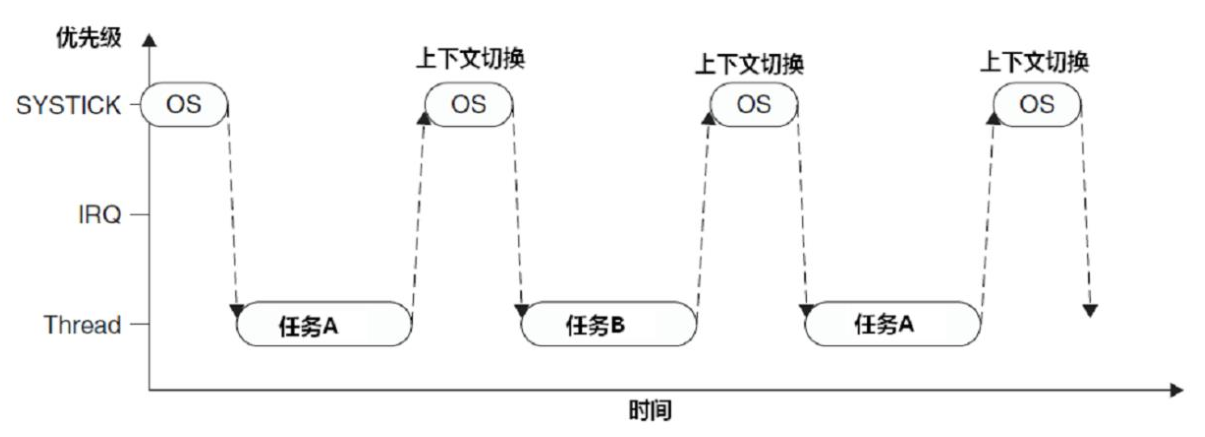 优先级
上下文切换
上下文切换
上下文切换
SYSTICK
OS
OS
OS
OS
IRQ
Thread
任务A
任务B
任务A
时间